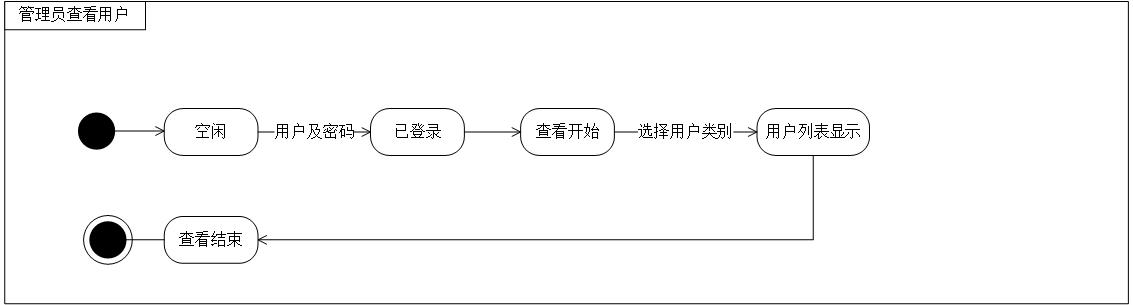 管理员查看用户
空闲
用户及密码
已登录
查看开始
选择用户类别
用户列表显示
查看结束